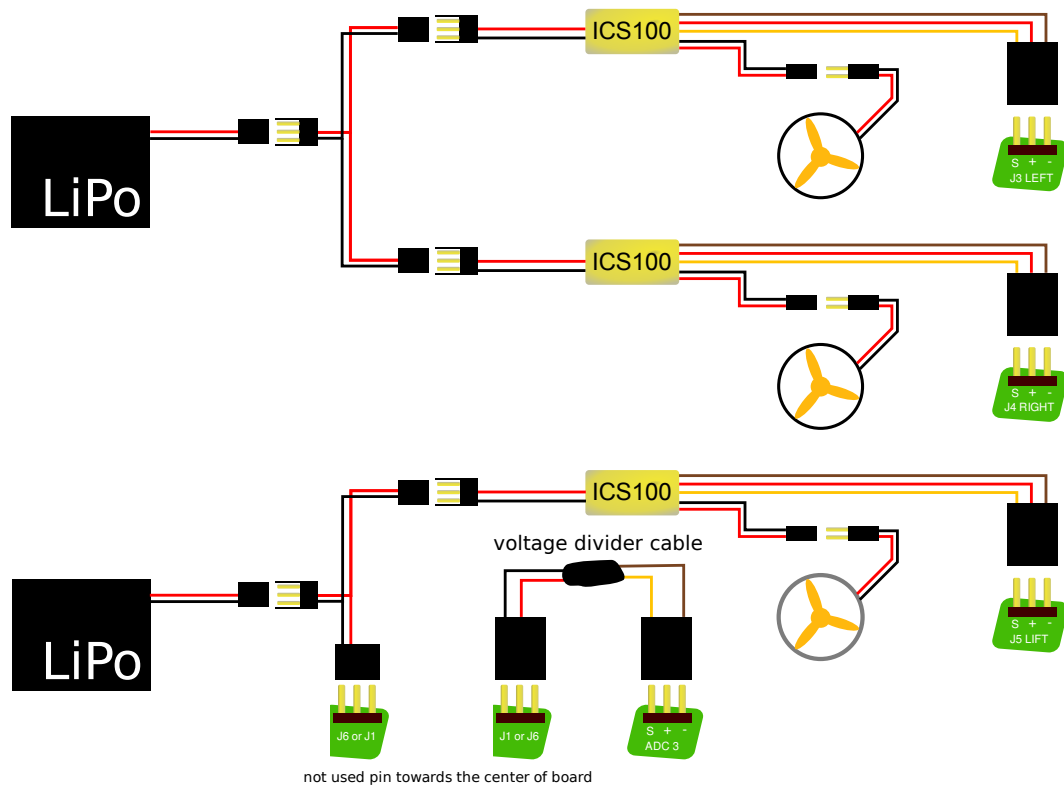 ICS100
LiPo
S + -
J3 LEFT
ICS100
S + -
J4 RIGHT
ICS100
voltage divider cable
LiPo
S + -
J5 LIFT
J6 or J1
J1 or J6
S + -
ADC 3
not used pin towards the center of board